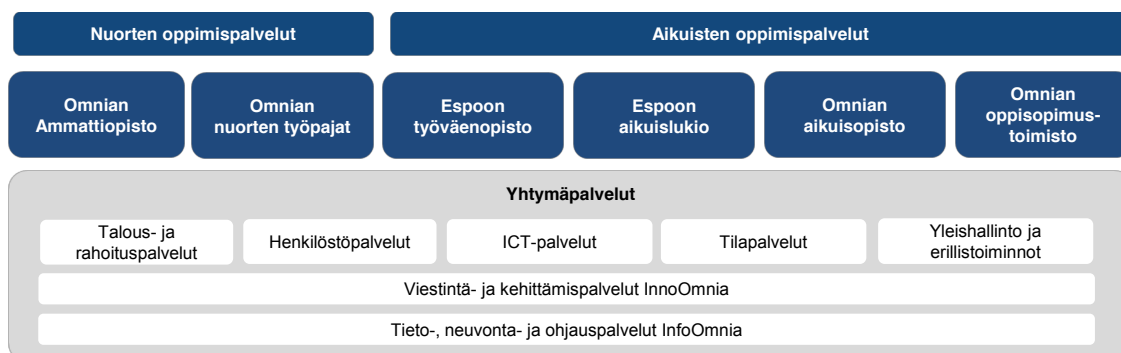 Nuorten oppimispalvelut
Aikuisten oppimispalvelut
Omnian
Ammattiopisto
Omnian
nuorten työpajat
Espoon
työväenopisto
Espoon
aikuislukio
Omnian
aikuisopisto
Omnian
oppisopimus-
toimisto
Yhtymäpalvelut
Talous- ja
rahoituspalvelut
Henkilöstöpalvelut
ICT-palvelut
Tilapalvelut
Yleishallinto ja
erillistoiminnot
Viestintä- ja kehittämispalvelut InnoOmnia
Tieto-, neuvonta- ja ohjauspalvelut InfoOmnia